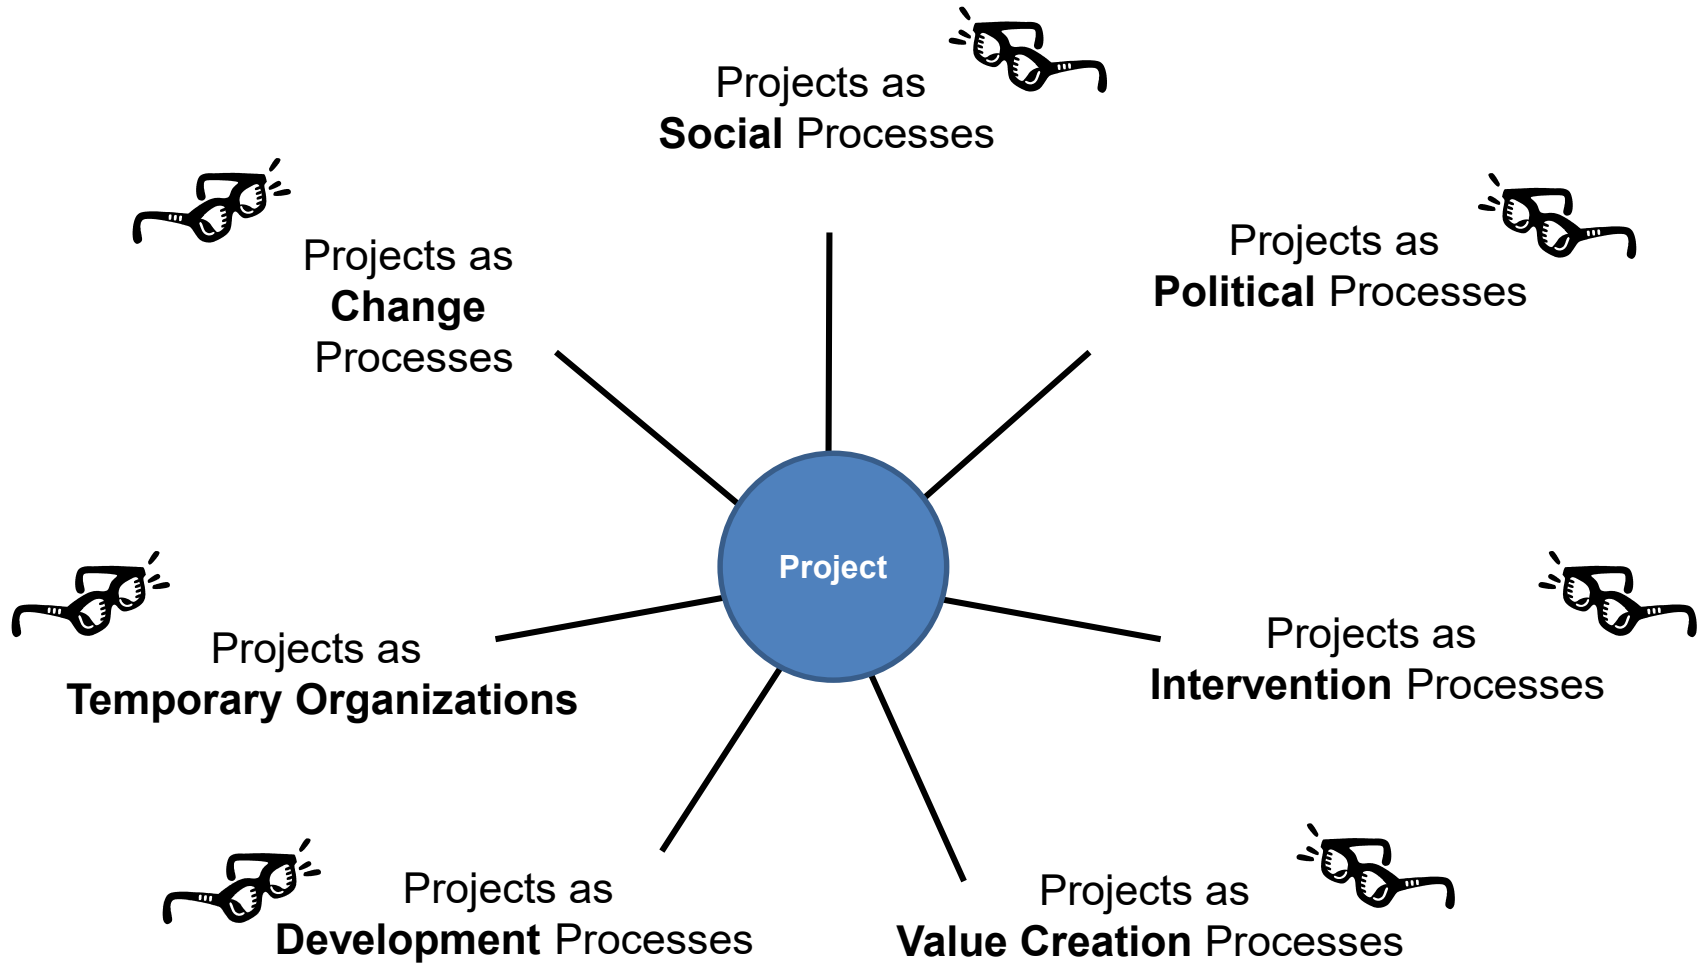 Projects as
Social Processes
Projects as
Change
Processes
Projects as
Political Processes
Project
Projects as
Temporary Organizations
Projects as
Intervention Processes
Projects as
Development Processes
Projects as
Value Creation Processes